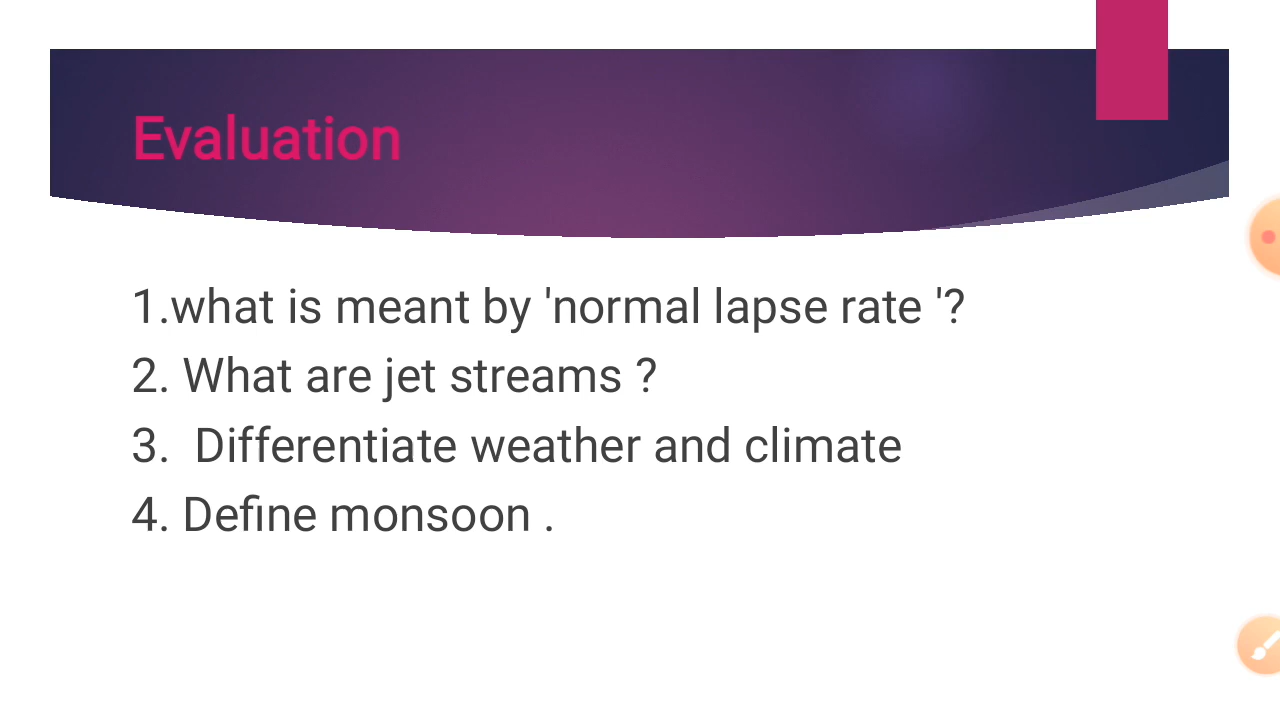 Evaluation
1.what is meant by 'normal lapse rate '?
2. What are jet streams ?
3.  Differentiate weather and climate
4. Define monsoon .